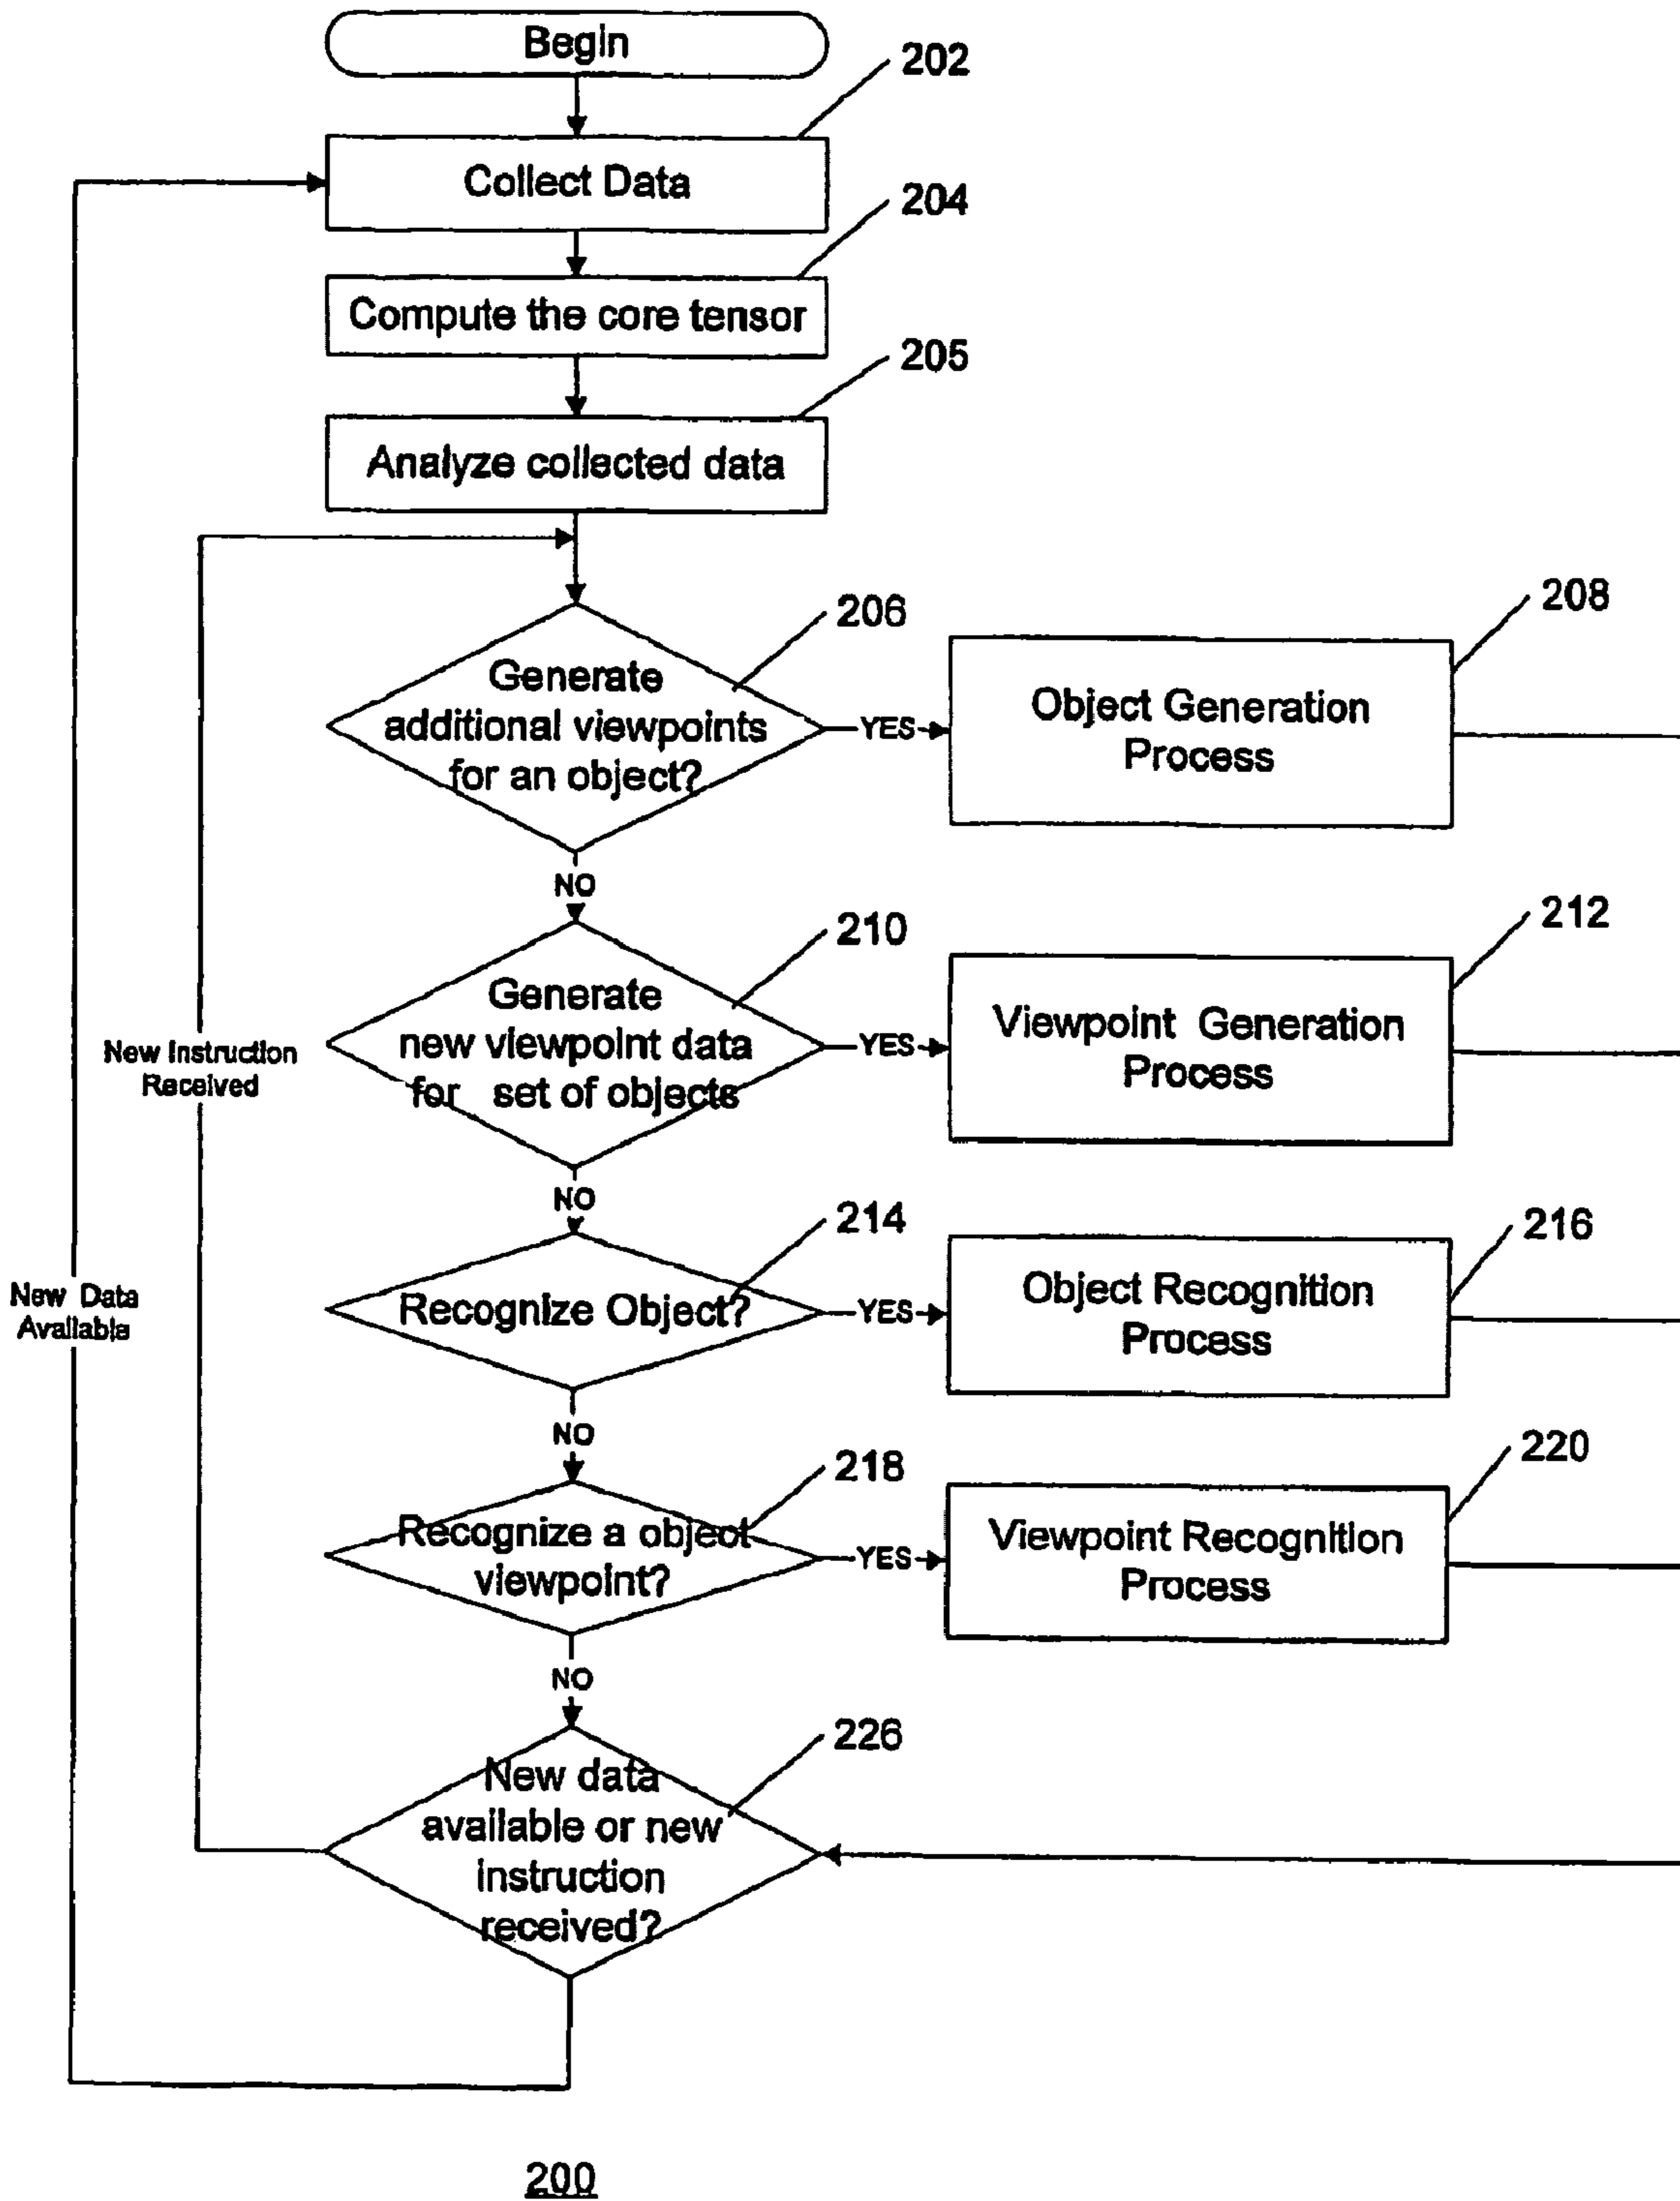 Begin
202
Collect Data
204
Compute the core tensor
205
Analyze collected data
206
Generate
additional viewpoints
for an object?
YES
208
Object Generation
Process
NO
210
Generate
new viewpoint data
for set of objects
YES
212
Viewpoint Generation
Process
New Instruction
Received
NO
214
Recognize Object?
YES
216
Object Recognition
Process
New Data
Available
NO
218
Recognize a object
viewpoint?
YES
220
Viewpoint Recognition
Process
NO
226
New data
available or new
instruction
received?
200